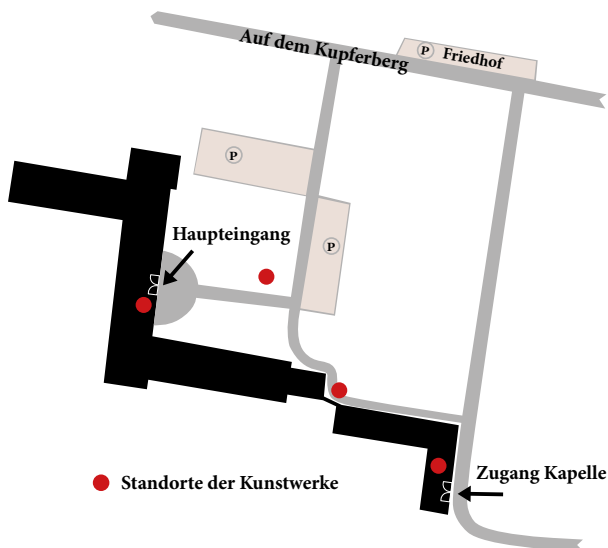 Auf dem Kupferberg
P Friedhof
P
Haupteingang
P
Zugang Kapelle
Standorte der Kunstwerke